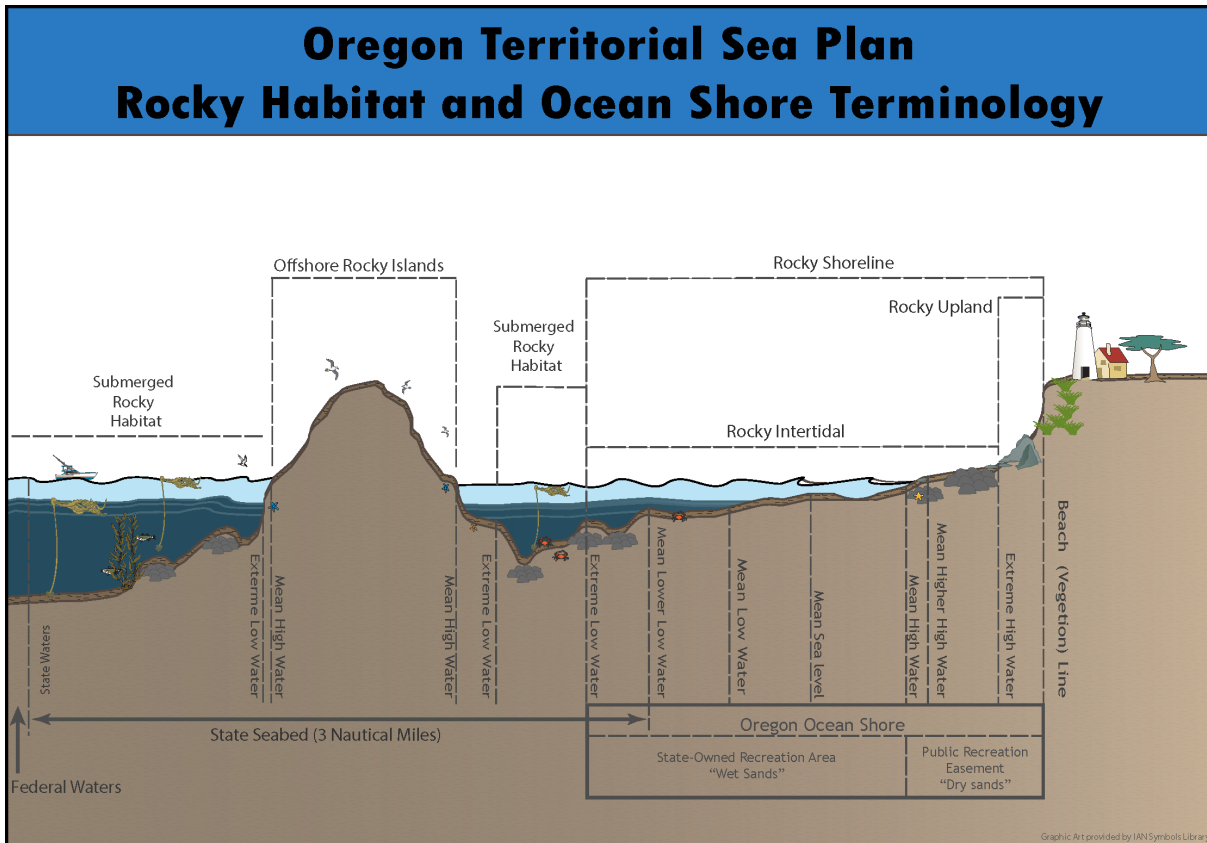 Oregon Territorial Sea Plan
Rocky Habitat and Ocean Shore Terminology
Offshore Rocky Islands
Rocky Shoreline
Rocky Upland
Submerged
Rocky
Habitat
Submerged
Rocky
Habitat
Rocky Intertidal
State Waters
Exterme Low Water
Mean High Water
Mean High Water
Extreme Low Water
Extreme Low Water
Mean Lower Low Water
Mean Low Water
Mean Sea level
Mean High Water
Mean Higher High Water
Extreme High Water
Beach (Vegetion) Line
State Seabed (3 Nautical Miles)
Federal Waters
Oregon Ocean Shore
State-Owned Recreation Area
“Wet Sands”
Public Recreation
Easement
“Dry sands”
Graphic Art provided by IAN Symbols Library